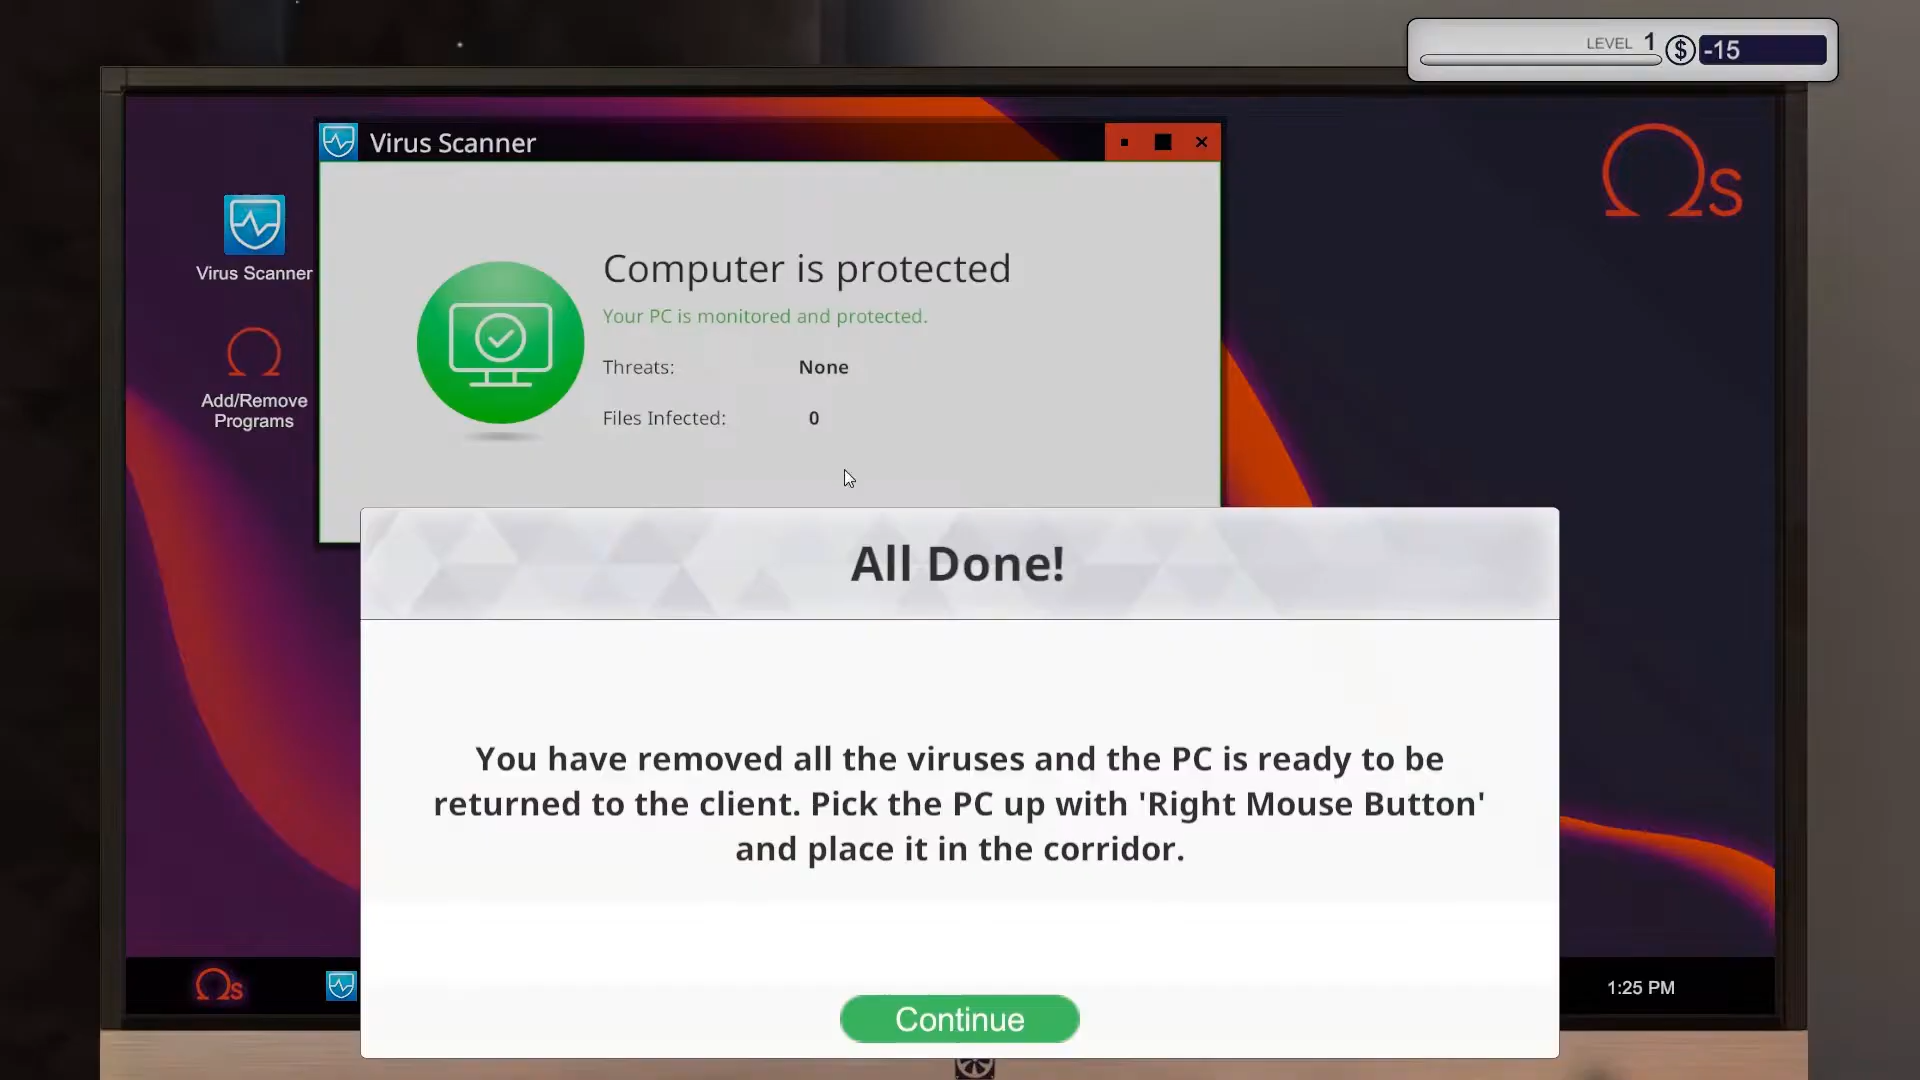 LEVEL 1 $ -15
Virus Scanner
Ωs
Computer is protected
Your PC is monitored and protected.
Threats: None
Files Infected: 0
Virus Scanner
Add/Remove
Programs
All Done!
You have removed all the viruses and the PC is ready to be
returned to the client. Pick the PC up with 'Right Mouse Button'
and place it in the corridor.
Continue
Ωs
1:25 PM